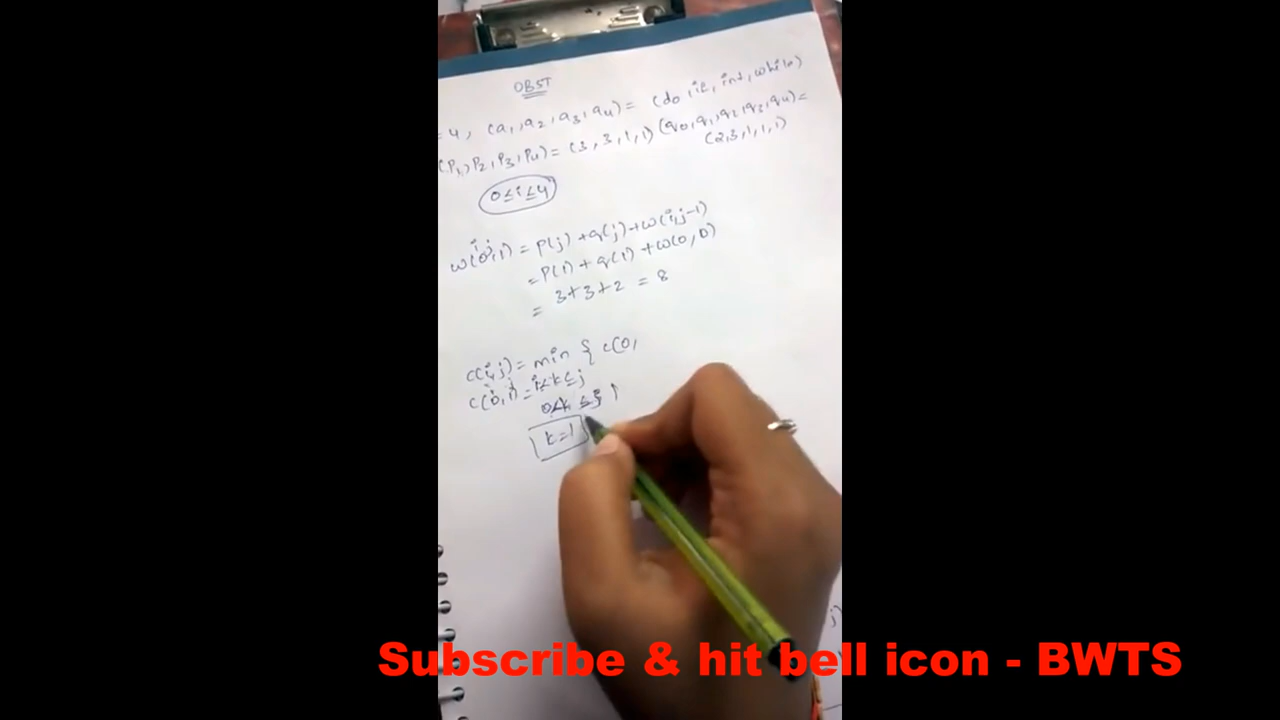 OBST
= 4, (a1, a2, a3, a4) = (do, if, int, while)
(P1, P2, P3, P4) = (3, 3, 1, 1) (q0, q1, q2, q3, q4) =
(2, 3, 1, 1, 1)
0 ≤ i ≤ 4
i j
w(0,1) = P(j) + q(j) + w(i, j-1)
= P(1) + q(1) + w(0, 0)
= 3 + 3 + 2 = 8
c(i, j) = min { c(0,
i j
c(0, 1) = i < k ≤ j
k = 1
Subscribe & hit bell icon - BWTS